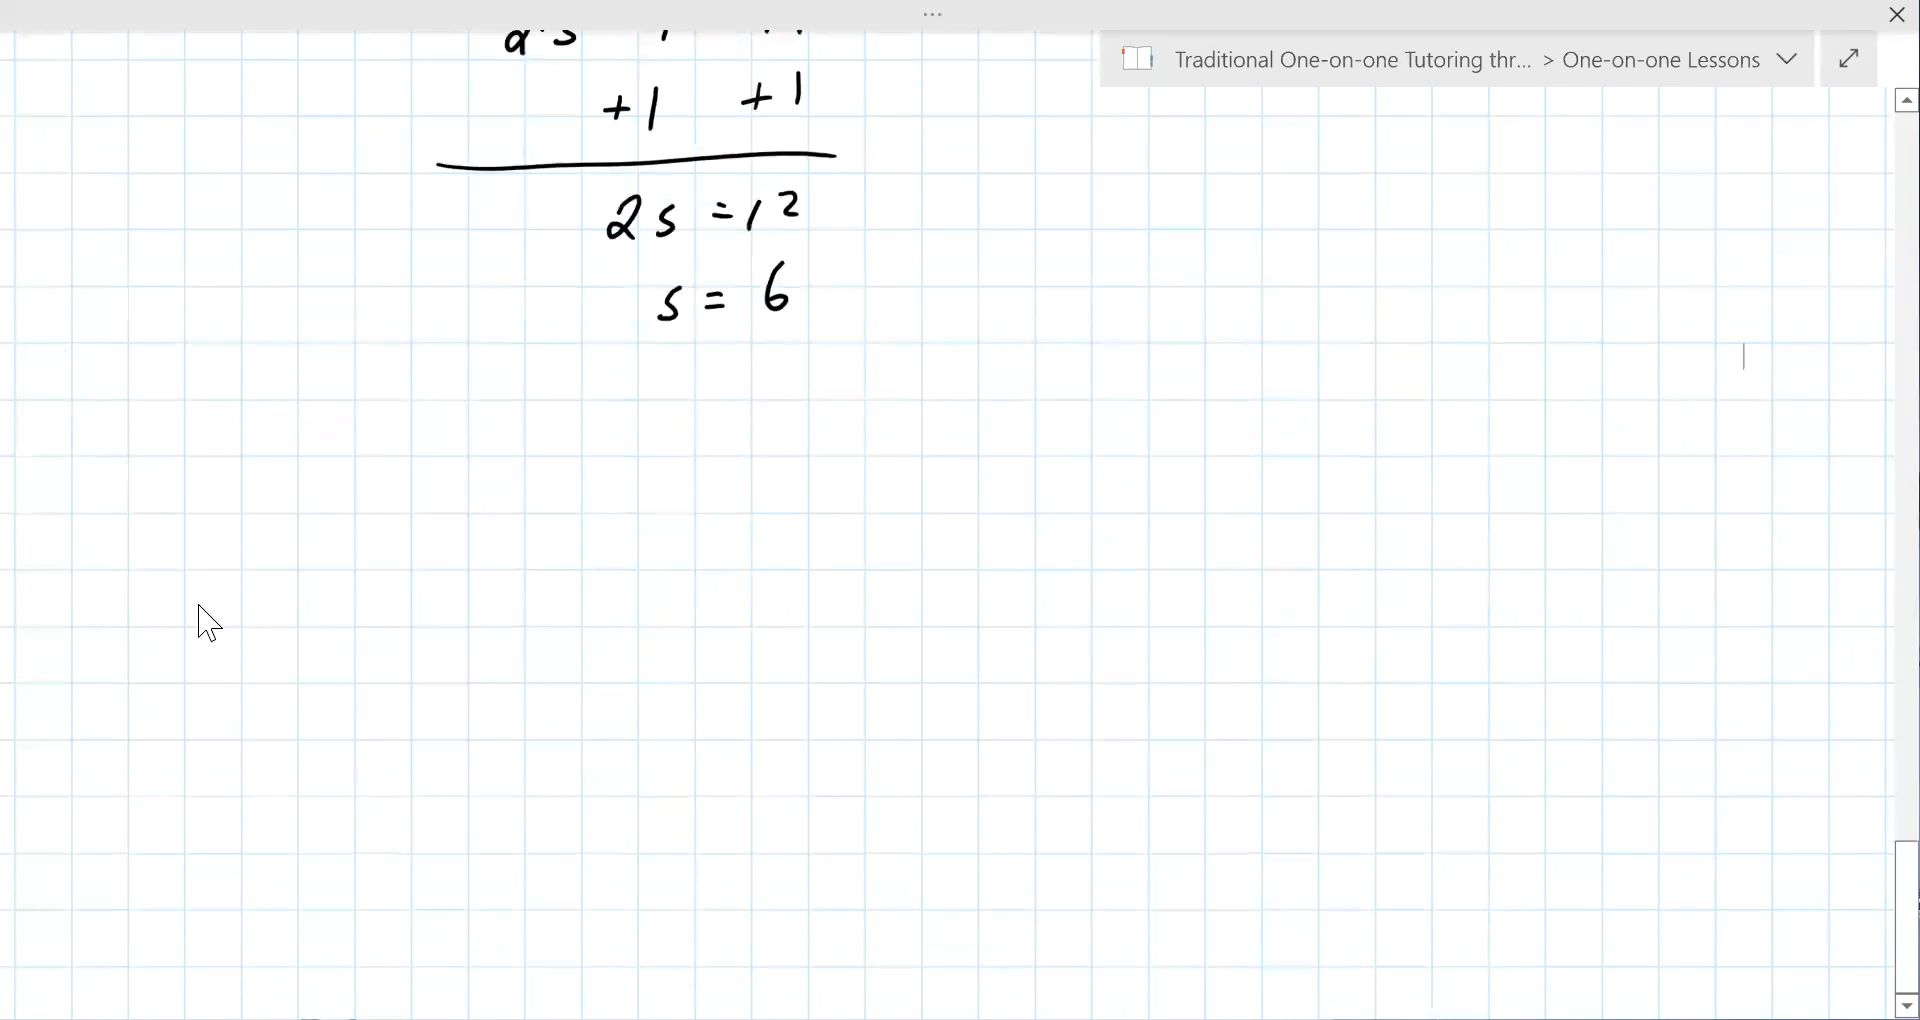 ...
Traditional One-on-one Tutoring thr... > One-on-one Lessons
+1 +1
2s = 12
s = 6